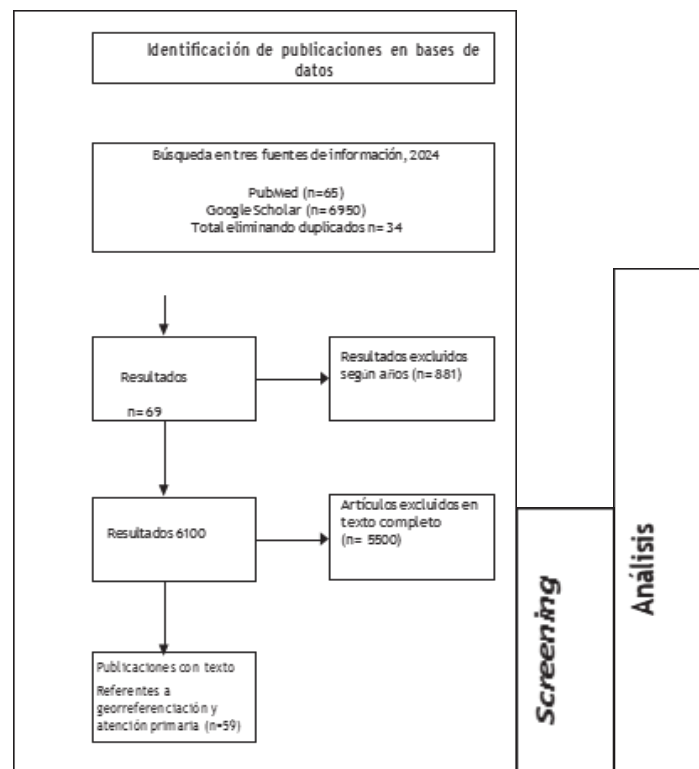 Identificación de publicaciones en bases de
datos
Búsqueda en tres fuentes de información, 2024
PubMed (n=65)
Google Scholar (n=6950)
Total eliminando duplicados n= 34
Resultados
n= 69
Resultados excluidos
según años (n= 881)
Resultados 6100
Artículos excluidos en
texto completo
(n= 5500)
Publicaciones con texto
Referentes a
georreferenciación y
atención primaria (n=59)
Screening
Análisis